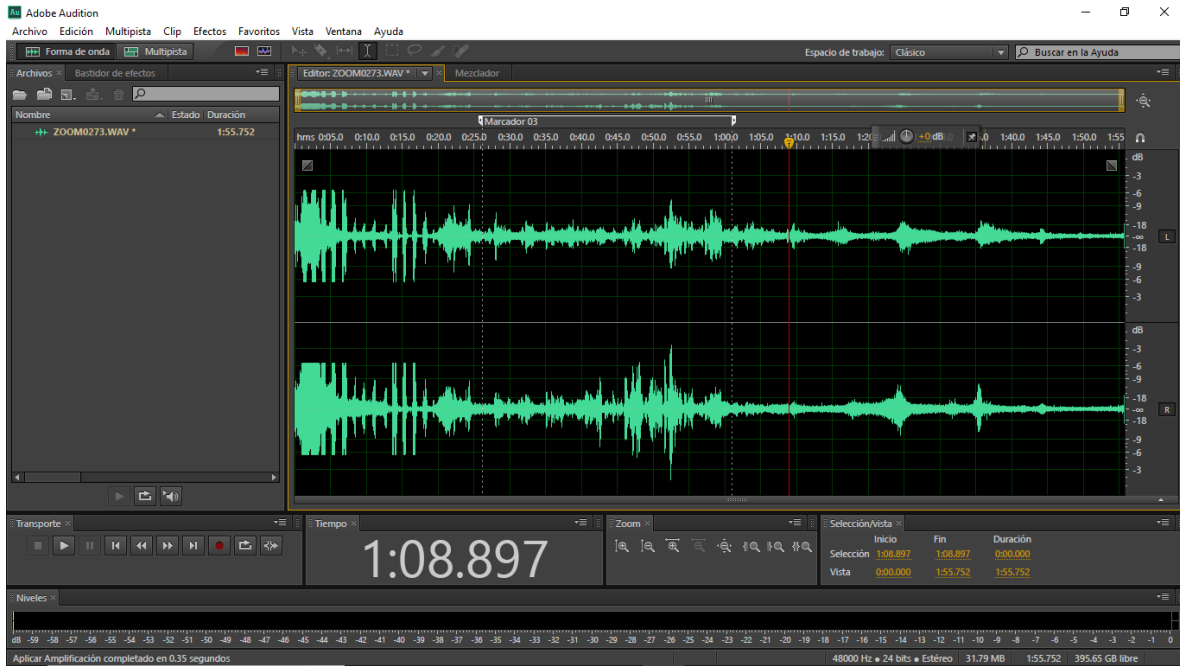 Au Adobe Audition
Archivo Edición Multipista Clip Efectos Favoritos Vista Ventana Ayuda
Forma de onda Multipista Espacio de trabajo: Clásico Buscar en la Ayuda
Archivos × Bastidor de efectos Editor: ZOOM0273.WAV * × Mezclador
Nombre Estado Duración
ZOOM0273.WAV * 1:55.752
Marcador 03
hms 0:05.0 0:10.0 0:15.0 0:20.0 0:25.0 0:30.0 0:35.0 0:40.0 0:45.0 0:50.0 0:55.0 1:00.0 1:05.0 1:10.0 1:15.0 +0 dB 1:40.0 1:45.0 1:50.0 1:55
dB
-3
-6
-9
-18
-∞ L
-18
-9
-6
-3
dB
-3
-6
-9
-18
-∞ R
-18
-9
-6
-3
Transporte × Tiempo × Zoom × Selección/vista ×
1:08.897
Inicio Fin Duración
Selección 1:08.897 1:08.897 0:00.000
Vista 0:00.000 1:55.752 1:55.752
Niveles ×
dB -59 -58 -57 -56 -55 -54 -53 -52 -51 -50 -49 -48 -47 -46 -45 -44 -43 -42 -41 -40 -39 -38 -37 -36 -35 -34 -33 -32 -31 -30 -29 -28 -27 -26 -25 -24 -23 -22 -21 -20 -19 -18 -17 -16 -15 -14 -13 -12 -11 -10 -9 -8 -7 -6 -5 -4 -3 -2 -1 0
Aplicar Amplificación completado en 0.35 segundos 48000 Hz • 24 bits • Estéreo 31.79 MB 1:55.752 395.65 GB libre